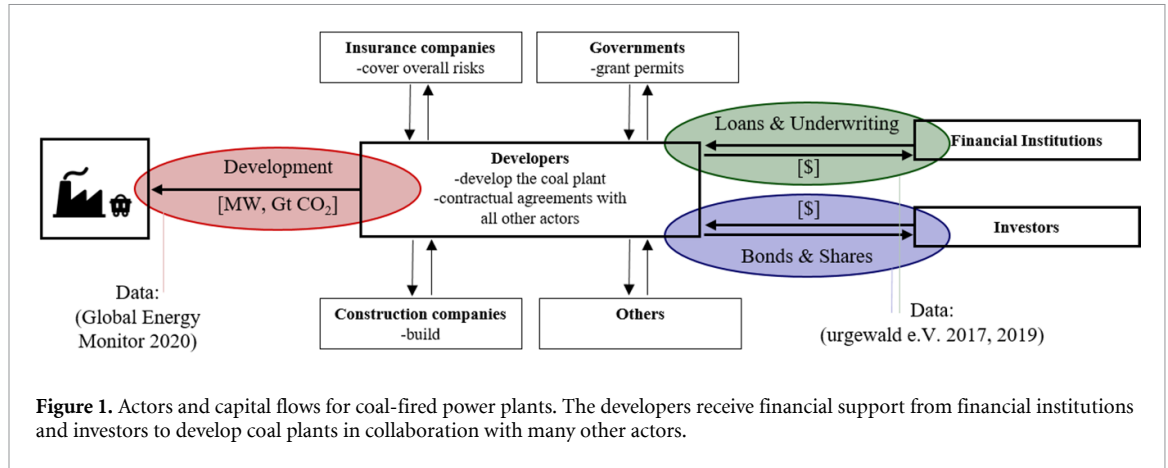 Insurance companies
-cover overall risks
Governments
-grant permits
Development
[MW, Gt CO₂]
Developers
-develop the coal plant
-contractual agreements with
all other actors
Loans & Underwriting
[$]
Financial Institutions
[$]
Bonds & Shares
Investors
Data:
(Global Energy
Monitor 2020)
Construction companies
-build
Others
Data:
(urgewald e.V. 2017, 2019)
Figure 1. Actors and capital flows for coal-fired power plants. The developers receive financial support from financial institutions
and investors to develop coal plants in collaboration with many other actors.